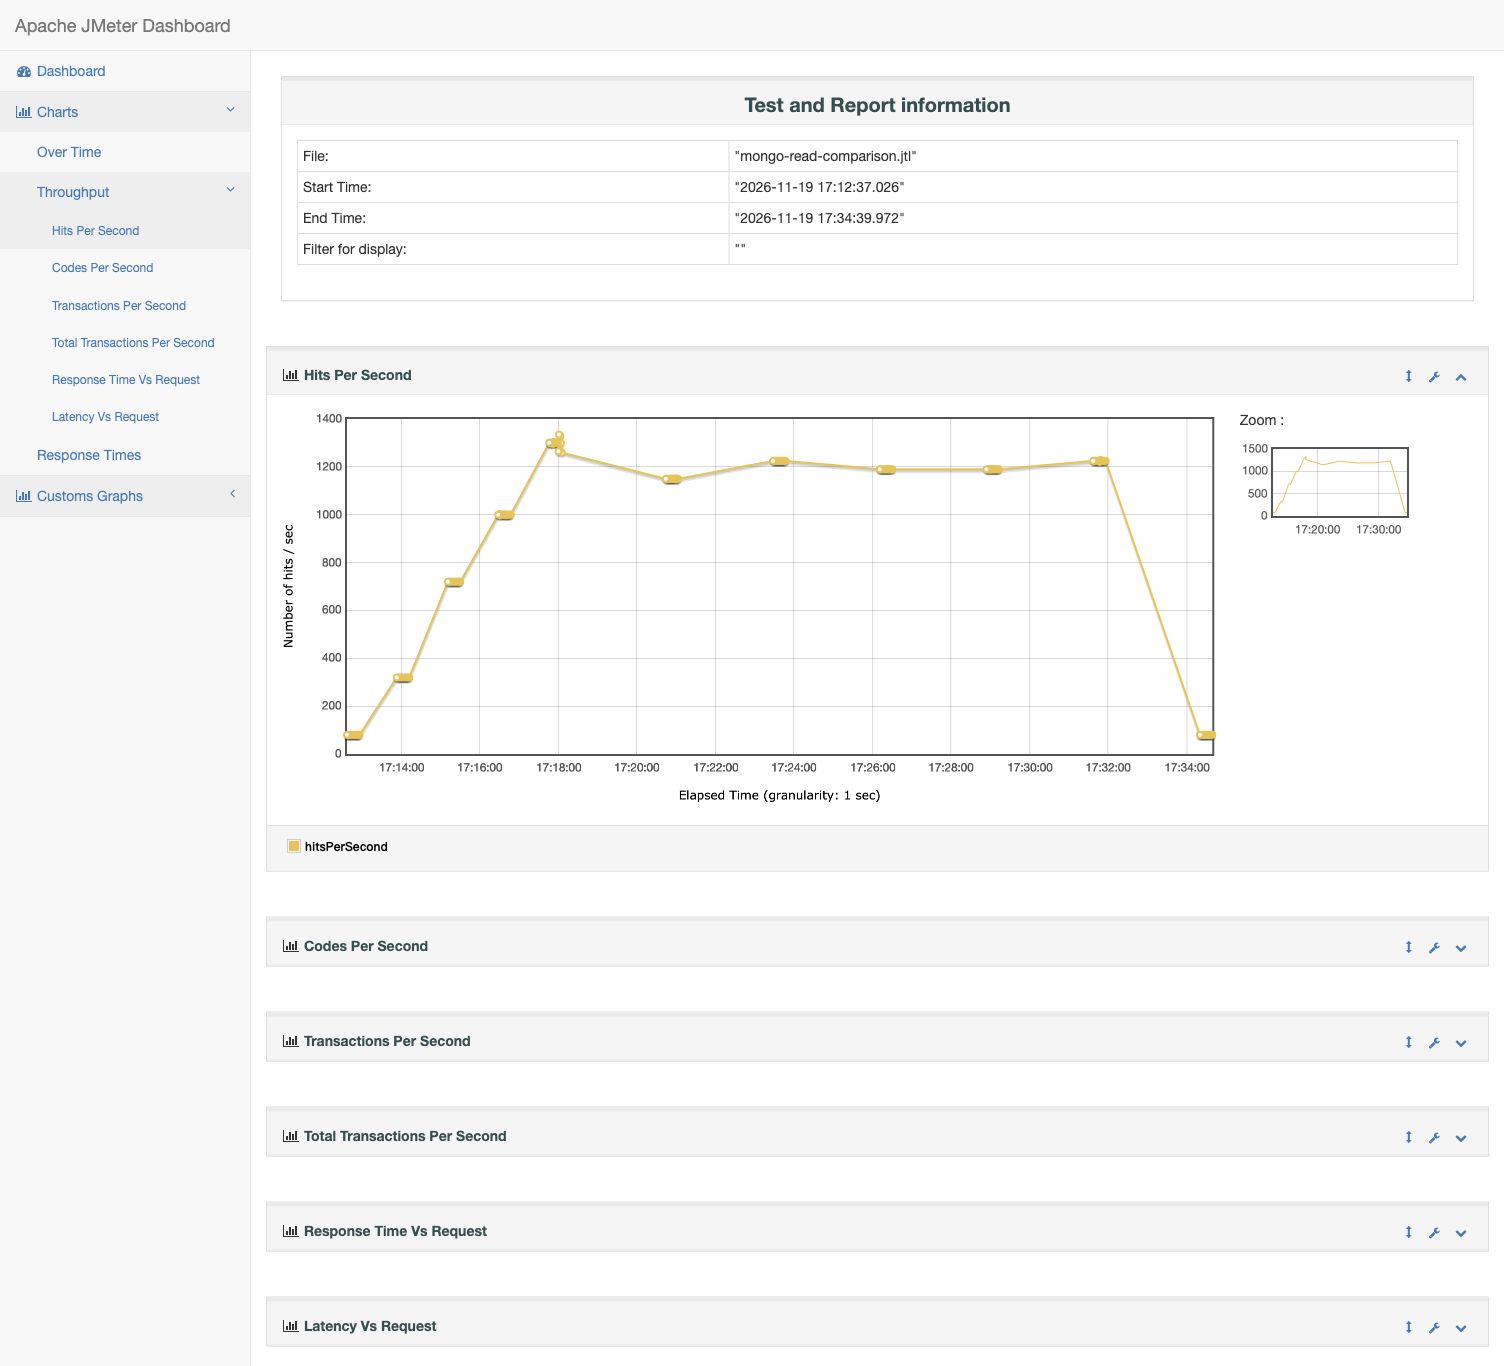 Apache JMeter Dashboard
Dashboard
Charts
Over Time
Throughput
Hits Per Second
Codes Per Second
Transactions Per Second
Total Transactions Per Second
Response Time Vs Request
Latency Vs Request
Response Times
Customs Graphs
Test and Report information
File: "mongo-read-comparison.jtl"
Start Time: "2026-11-19 17:12:37.026"
End Time: "2026-11-19 17:34:39.972"
Filter for display: ""
Hits Per Second
1400
1200
1000
800
600
400
200
0
Number of hits / sec
17:14:00 17:16:00 17:18:00 17:20:00 17:22:00 17:24:00 17:26:00 17:28:00 17:30:00 17:32:00 17:34:00
Elapsed Time (granularity: 1 sec)
Zoom :
1500
1000
500
0
17:20:00 17:30:00
hitsPerSecond
Codes Per Second
Transactions Per Second
Total Transactions Per Second
Response Time Vs Request
Latency Vs Request